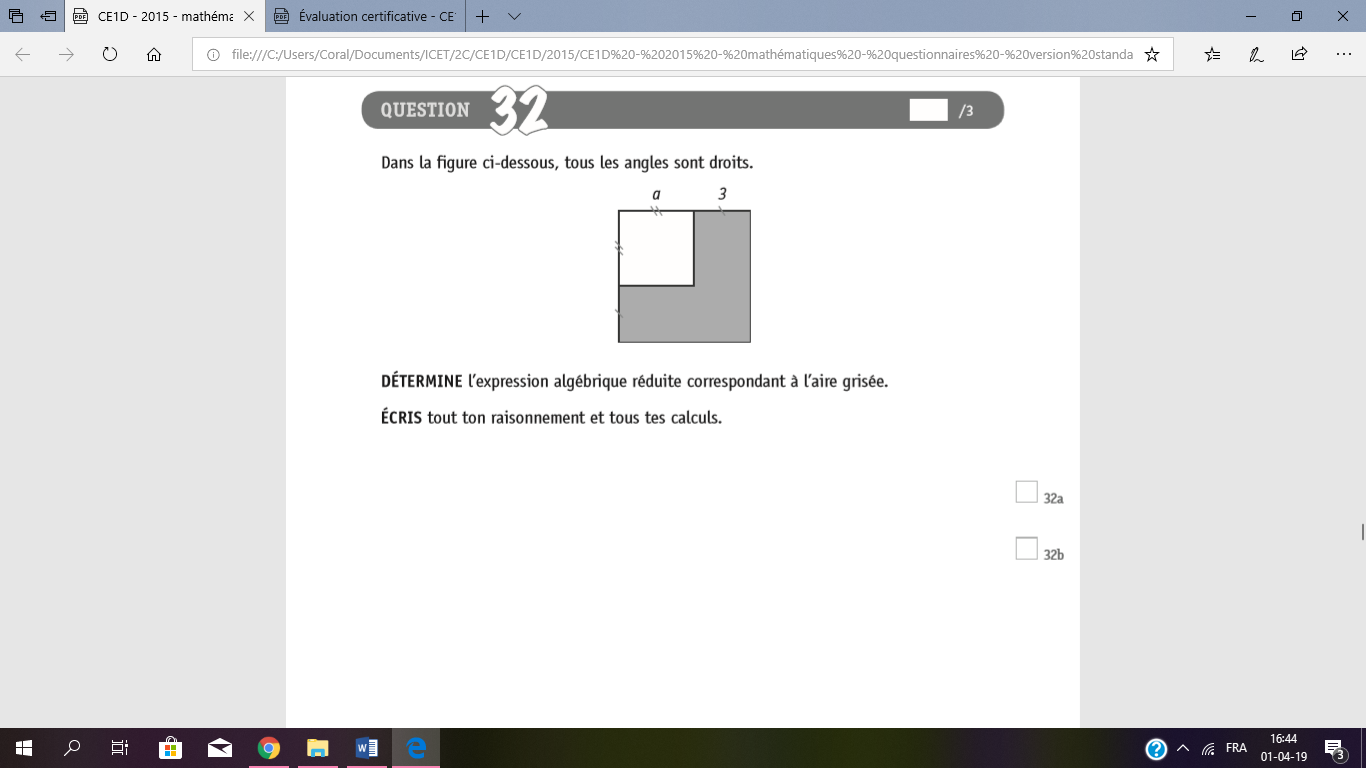 CE1D - 2015 - mathéma
Évaluation certificative - CE
file:///C:/Users/Coral/Documents/ICET/2C/CE1D/CE1D/2015/CE1D%20-%202015%20-%20mathématiques%20-%20questionnaires%20-%20version%20standa
QUESTION 32 /3
Dans la figure ci-dessous, tous les angles sont droits.
a 3
DÉTERMINE l'expression algébrique réduite correspondant à l'aire grisée.
ÉCRIS tout ton raisonnement et tous tes calculs.
32a
32b
FRA
16:44
01-04-19
3